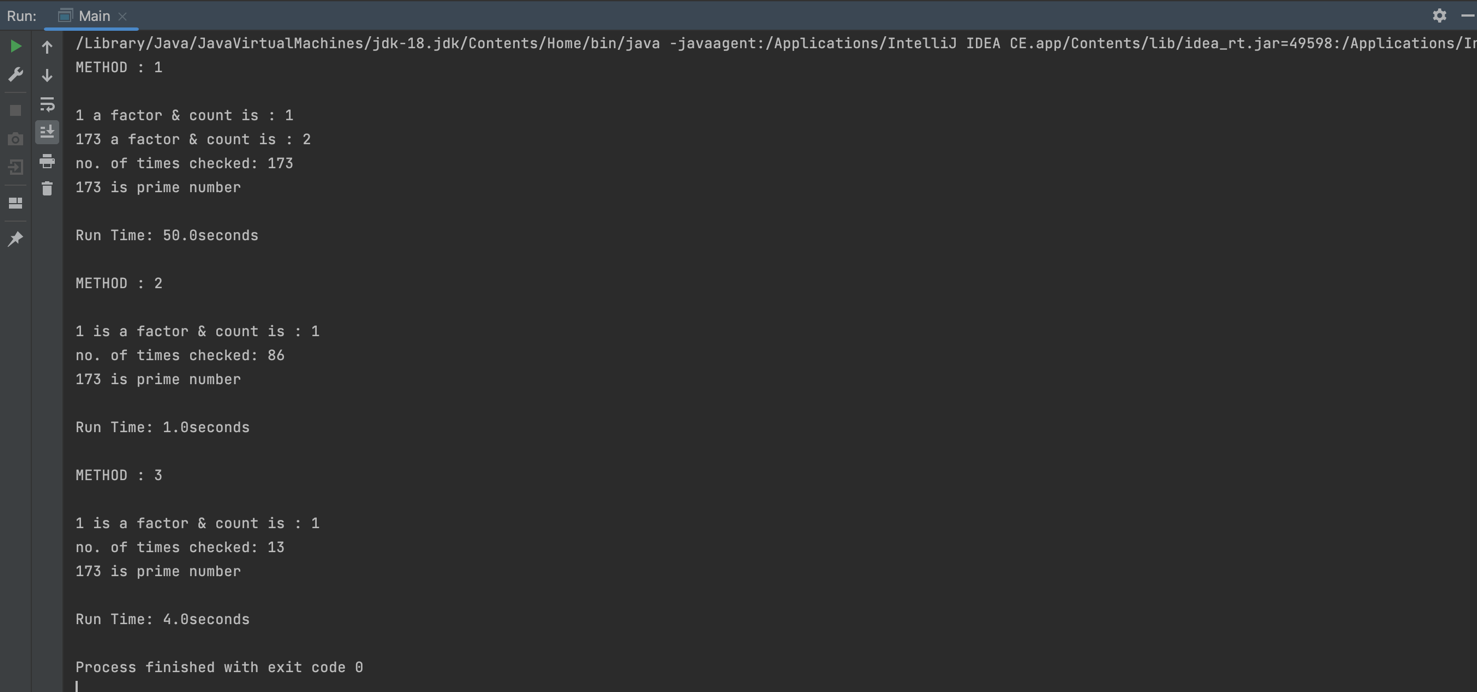 Run: Main
/Library/Java/JavaVirtualMachines/jdk-18.jdk/Contents/Home/bin/java -javaagent:/Applications/IntelliJ IDEA CE.app/Contents/lib/idea_rt.jar=49598:/Applications/In
METHOD : 1
1 a factor & count is : 1
173 a factor & count is : 2
no. of times checked: 173
173 is prime number
Run Time: 50.0seconds
METHOD : 2
1 is a factor & count is : 1
no. of times checked: 86
173 is prime number
Run Time: 1.0seconds
METHOD : 3
1 is a factor & count is : 1
no. of times checked: 13
173 is prime number
Run Time: 4.0seconds
Process finished with exit code 0